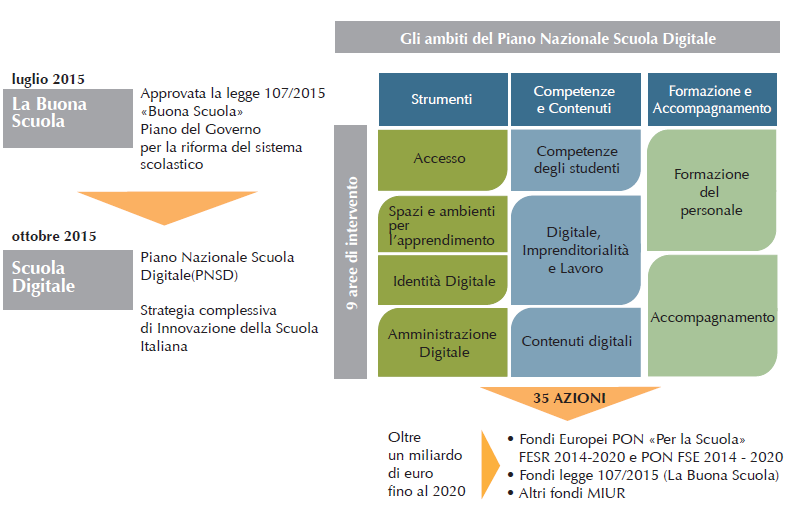 Gli ambiti del Piano Nazionale Scuola Digitale
luglio 2015
La Buona
Scuola
Approvata la legge 107/2015
«Buona Scuola»
Piano del Governo
per la riforma del sistema
scolastico
ottobre 2015
Scuola
Digitale
Piano Nazionale Scuola
Digitale(PNSD)
Strategia complessiva
di Innovazione della Scuola
Italiana
9 aree di intervento
Strumenti
Accesso
Spazi e ambienti
per
l'apprendimento
Identità Digitale
Amministrazione
Digitale
Competenze
e Contenuti
Competenze
degli studenti
Digitale,
Imprenditorialità
e Lavoro
Contenuti digitali
Formazione e
Accompagnamento
Formazione
del
personale
Accompagnamento
35 AZIONI
Oltre
un miliardo
di euro
fino al 2020
• Fondi Europei PON «Per la Scuola»
FESR 2014-2020 e PON FSE 2014 - 2020
• Fondi legge 107/2015 (La Buona Scuola)
• Altri fondi MIUR